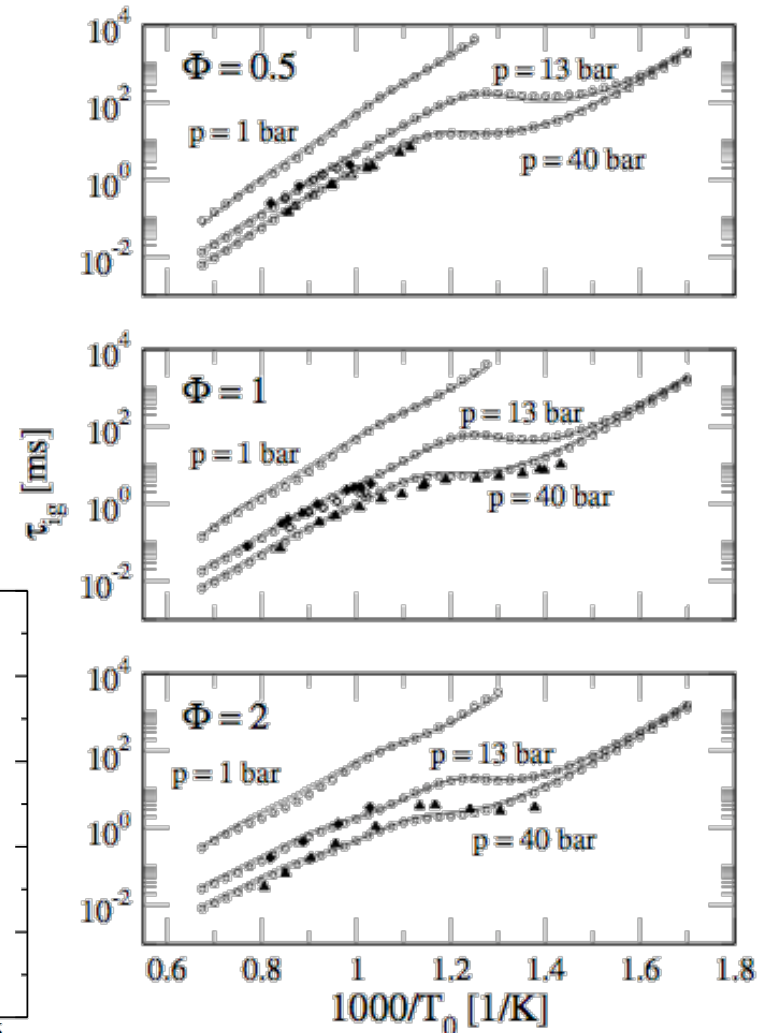 10^4
Φ = 0.5
p = 13 bar
10^2
p = 1 bar
p = 40 bar
10^0
10^-2
10^4
Φ = 1
p = 13 bar
10^2
p = 1 bar
τ_ig [ms]
p = 40 bar
10^0
10^-2
10^4
Φ = 2
p = 13 bar
10^2
p = 1 bar
10^0
p = 40 bar
10^-2
0.6 0.8 1 1.2 1.4 1.6 1.8
1000/T_0 [1/K]